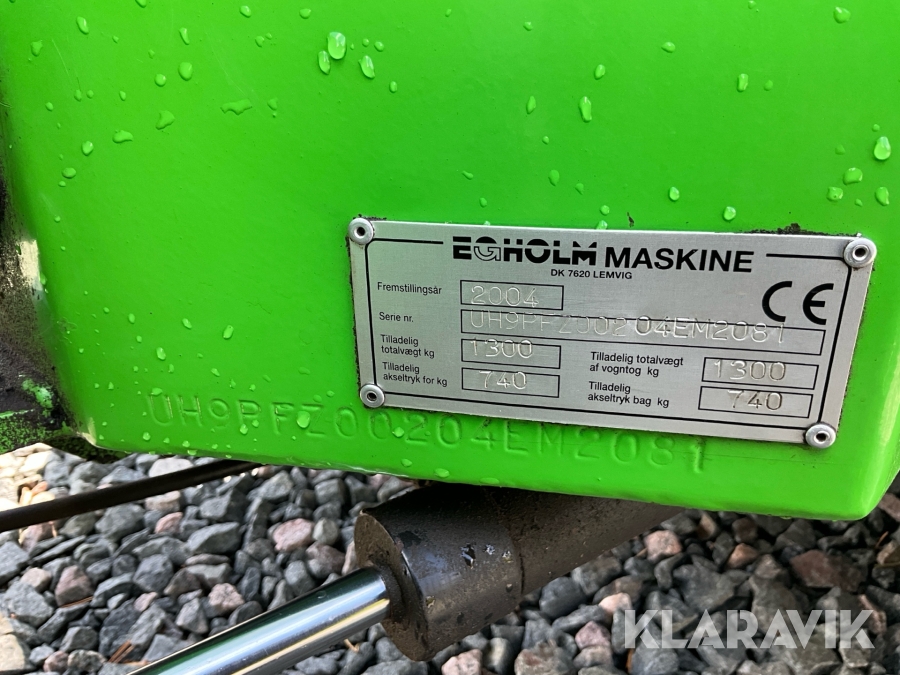 EGHOLM MASKINE
DK 7620 LEMVIG
Fremstillingsår 2004
CE
Serie nr. UH9PFZ00204EM2081
Tilladelig totalvægt kg 1300
Tilladelig totalvægt af vogntog kg 1300
Tilladelig akseltryk for kg 740
Tilladelig akseltryk bag kg 740
UH9PFZ00204EM2081
KLARAVIK